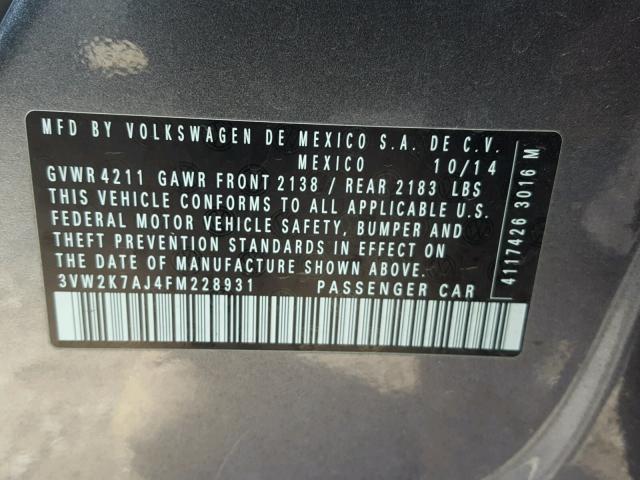 MFD BY VOLKSWAGEN DE MEXICO S.A. DE C.V.
MEXICO 10/14
GVWR 4211 GAWR FRONT 2138 / REAR 2183 LBS
THIS VEHICLE CONFORMS TO ALL APPLICABLE U.S.
FEDERAL MOTOR VEHICLE SAFETY, BUMPER AND
THEFT PREVENTION STANDARDS IN EFFECT ON
THE DATE OF MANUFACTURE SHOWN ABOVE.
3VW2K7AJ4FM228931 PASSENGER CAR
4117426 3016 M